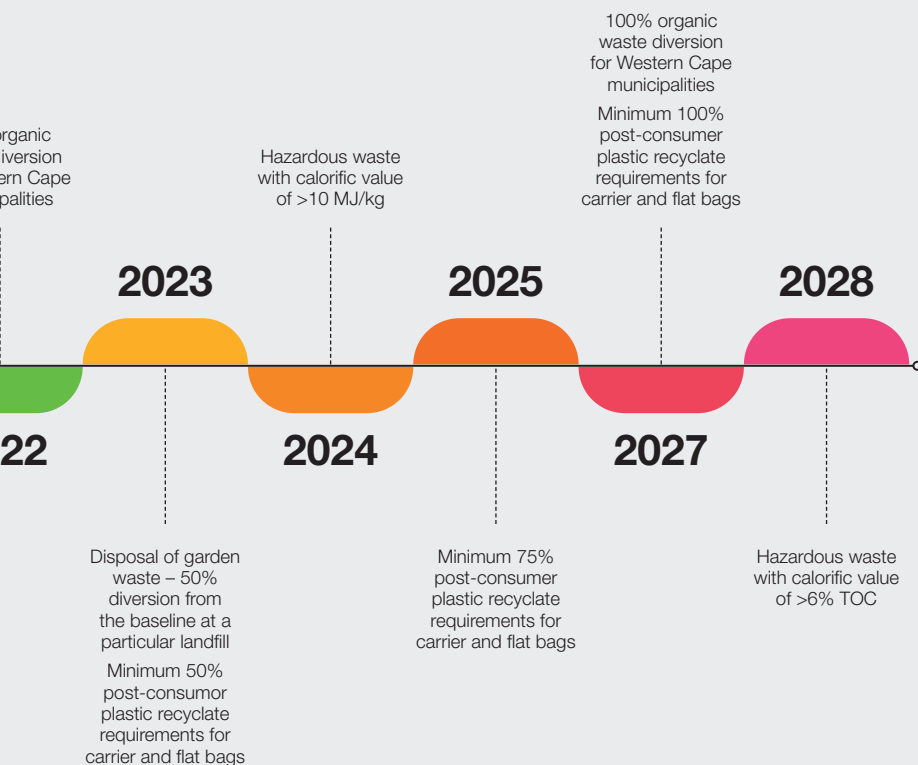 organic
iversion
ern Cape
palities
22
2023
Disposal of garden
waste – 50%
diversion from
the baseline at a
particular landfill
Minimum 50%
post-consumor
plastic recyclate
requirements for
carrier and flat bags
Hazardous waste
with calorific value
of >10 MJ/kg
2024
2025
Minimum 75%
post-consumer
plastic recyclate
requirements for
carrier and flat bags
100% organic
waste diversion
for Western Cape
municipalities
Minimum 100%
post-consumer
plastic recyclate
requirements for
carrier and flat bags
2027
2028
Hazardous waste
with calorific value
of >6% TOC